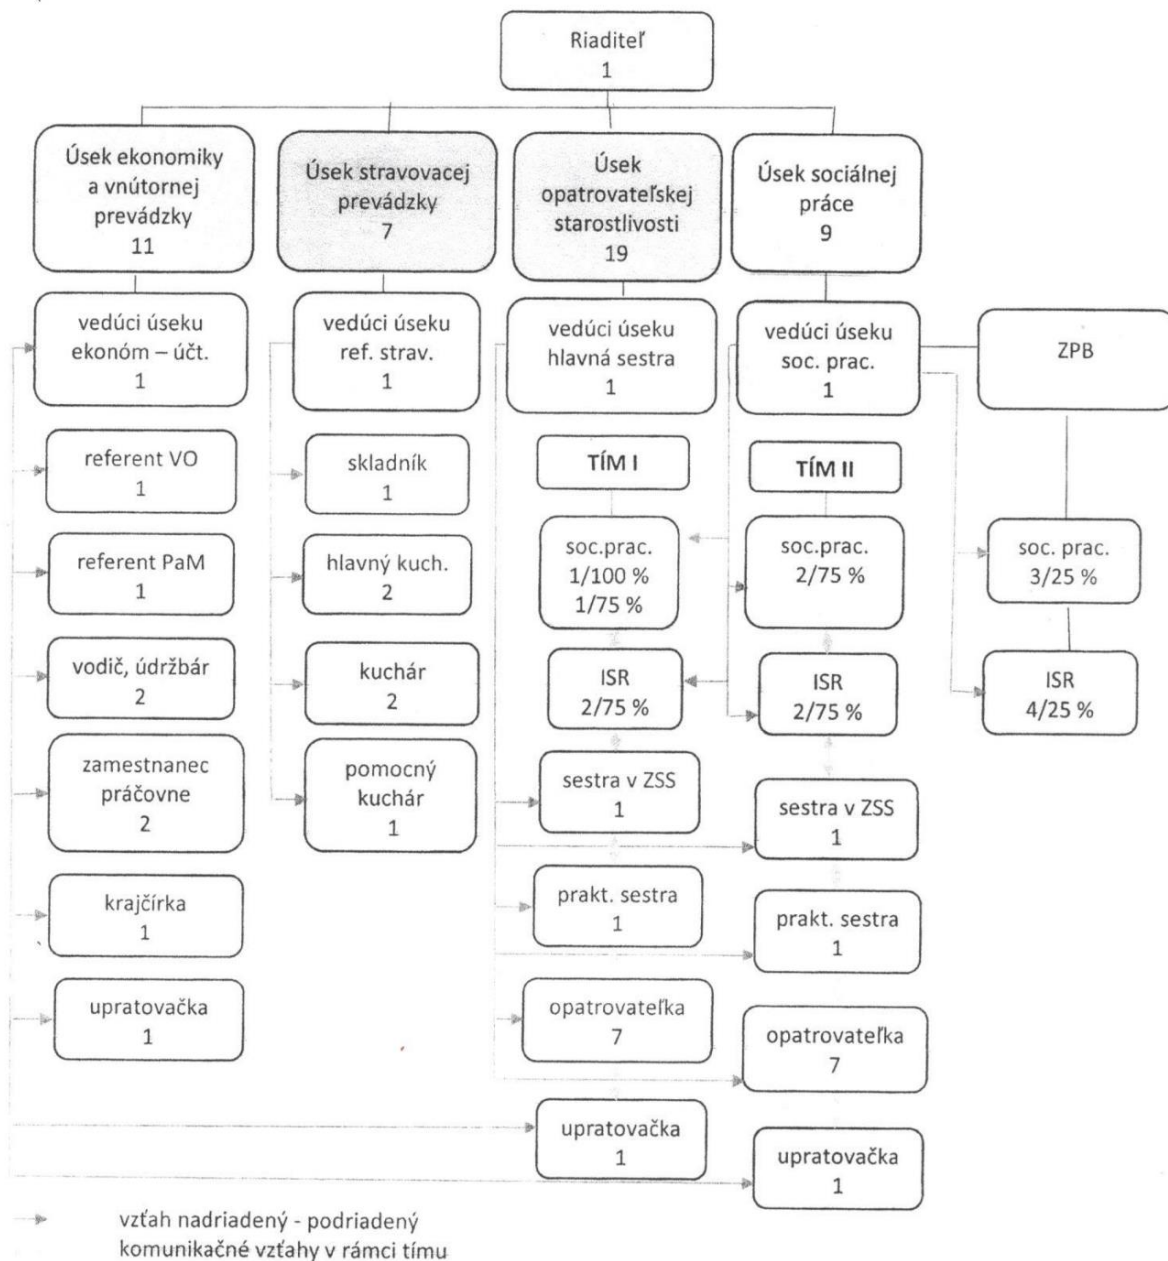 Riaditeľ
1
Úsek ekonomiky
a vnútornej
prevádzky
11
Úsek stravovacej
prevádzky
7
Úsek
opatrovateľskej
starostlivosti
19
Úsek sociálnej
práce
9
vedúci úseku
ekonóm – účt.
1
vedúci úseku
ref. strav.
1
vedúci úseku
hlavná sestra
1
vedúci úseku
soc. prac.
1
ZPB
referent VO
1
referent PaM
1
vodič, údržbár
2
zamestnanec
práčovne
2
krajčírka
1
upratovačka
1
skladník
1
hlavný kuch.
2
kuchár
2
pomocný
kuchár
1
TÍM I
soc.prac.
1/100 %
1/75 %
ISR
2/75 %
sestra v ZSS
1
prakt. sestra
1
opatrovateľka
7
upratovačka
1
TÍM II
soc.prac.
2/75 %
ISR
2/75 %
sestra v ZSS
1
prakt. sestra
1
opatrovateľka
7
upratovačka
1
soc. prac.
3/25 %
ISR
4/25 %
vzťah nadriadený - podriadený
komunikačné vzťahy v rámci tímu